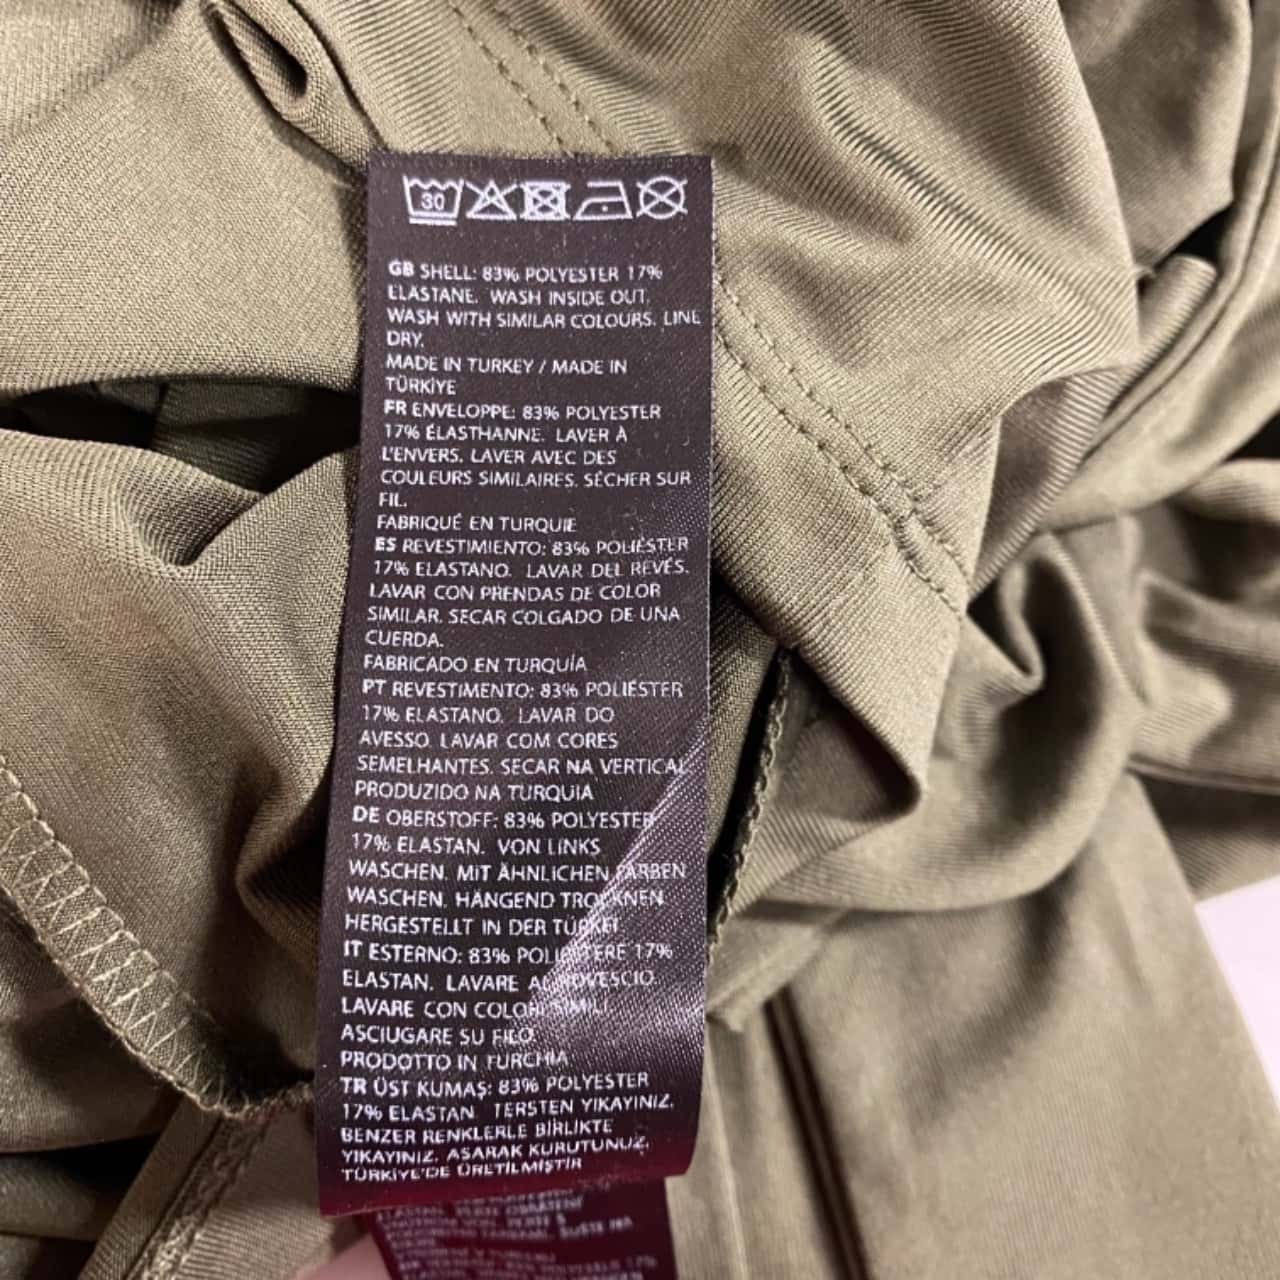 30
GB SHELL: 83% POLYESTER 17%
ELASTANE. WASH INSIDE OUT.
WASH WITH SIMILAR COLOURS. LINE
DRY.
MADE IN TURKEY / MADE IN
TÜRKİYE
FR ENVELOPPE: 83% POLYESTER
17% ÉLASTHANNE. LAVER À
L'ENVERS. LAVER AVEC DES
COULEURS SIMILAIRES. SÉCHER SUR
FIL.
FABRIQUÉ EN TURQUIE
ES REVESTIMIENTO: 83% POLIÉSTER
17% ELASTANO. LAVAR DEL REVÉS.
LAVAR CON PRENDAS DE COLOR
SIMILAR. SECAR COLGADO DE UNA
CUERDA.
FABRICADO EN TURQUÍA
PT REVESTIMENTO: 83% POLIÉSTER
17% ELASTANO. LAVAR DO
AVESSO. LAVAR COM CORES
SEMELHANTES. SECAR NA VERTICAL
PRODUZIDO NA TURQUIA
DE OBERSTOFF: 83% POLYESTER
17% ELASTAN. VON LINKS
WASCHEN. MIT ÄHNLICHEN FARBEN
WASCHEN. HÄNGEND TROCKNEN
HERGESTELLT IN DER TÜRKEI
IT ESTERNO: 83% POLIESTERE 17%
ELASTAN. LAVARE AL ROVESCIO.
LAVARE CON COLORI SIMILI.
ASCIUGARE SU FILO.
PRODOTTO IN TURCHIA
TR ÜST KUMAŞ: 83% POLYESTER
17% ELASTAN TERSTEN YIKAYINIZ.
BENZER RENKLERLE BİRLİKTE
YIKAYINIZ. ASARAK KURUTUNUZ.
TÜRKİYE'DE ÜRETİLMİŞTİR